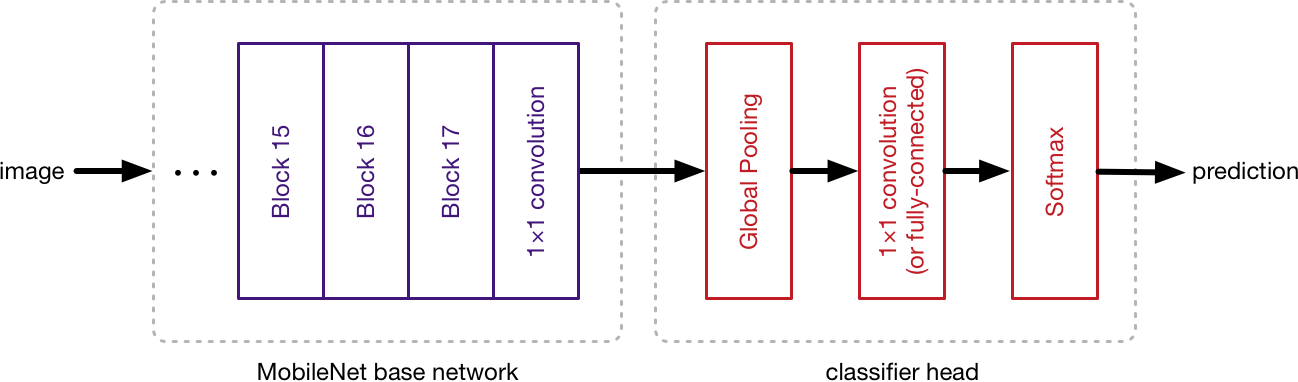 image
...
Block 15
Block 16
Block 17
1×1 convolution
Global Pooling
1×1 convolution
(or fully-connected)
Softmax
prediction
MobileNet base network
classifier head